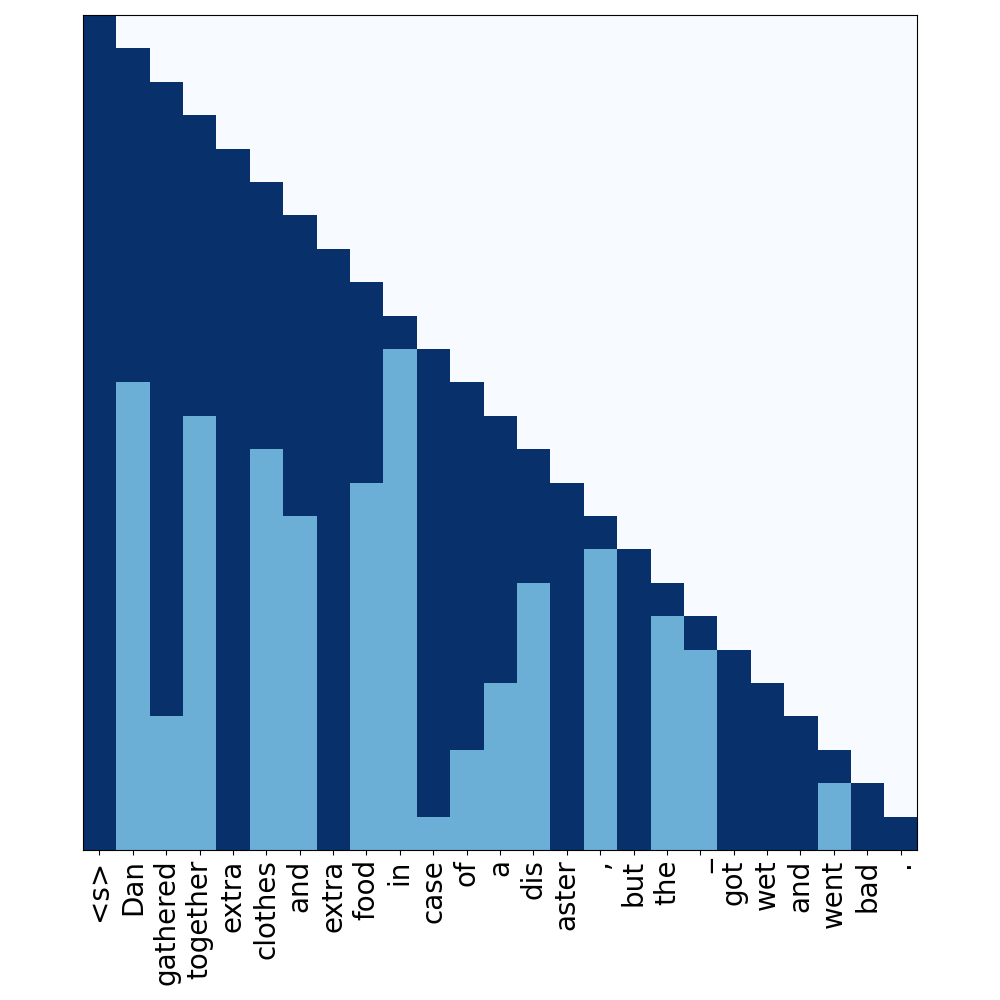 <s> Dan gathered together extra clothes and extra food in case of a dis aster , but the _ got wet and went bad .